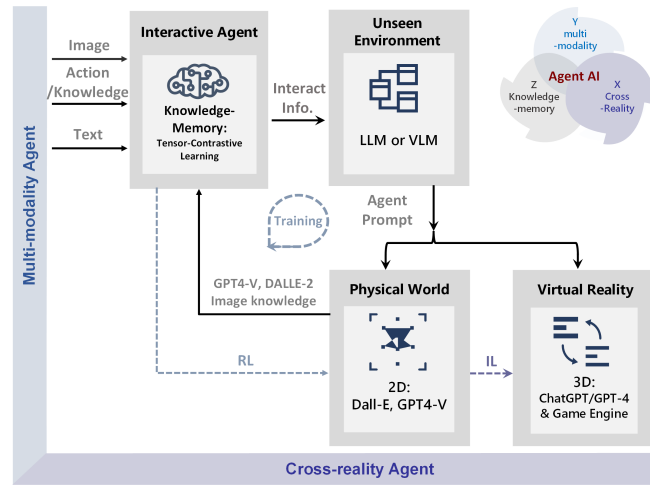 Multi-modality Agent
Image
Action
/Knowledge
Text
Interactive Agent
Knowledge-
Memory:
Tensor-Contrastive
Learning
Interact
Info.
Unseen
Environment
LLM or VLM
Y
multi
-modality
Agent AI
Z
Knowledge
-memory
X
Cross
-Reality
Agent
Prompt
Training
GPT4-V, DALLE-2
Image knowledge
RL
Physical World
2D:
Dall-E, GPT4-V
IL
Virtual Reality
3D:
ChatGPT/GPT-4
& Game Engine
Cross-reality Agent